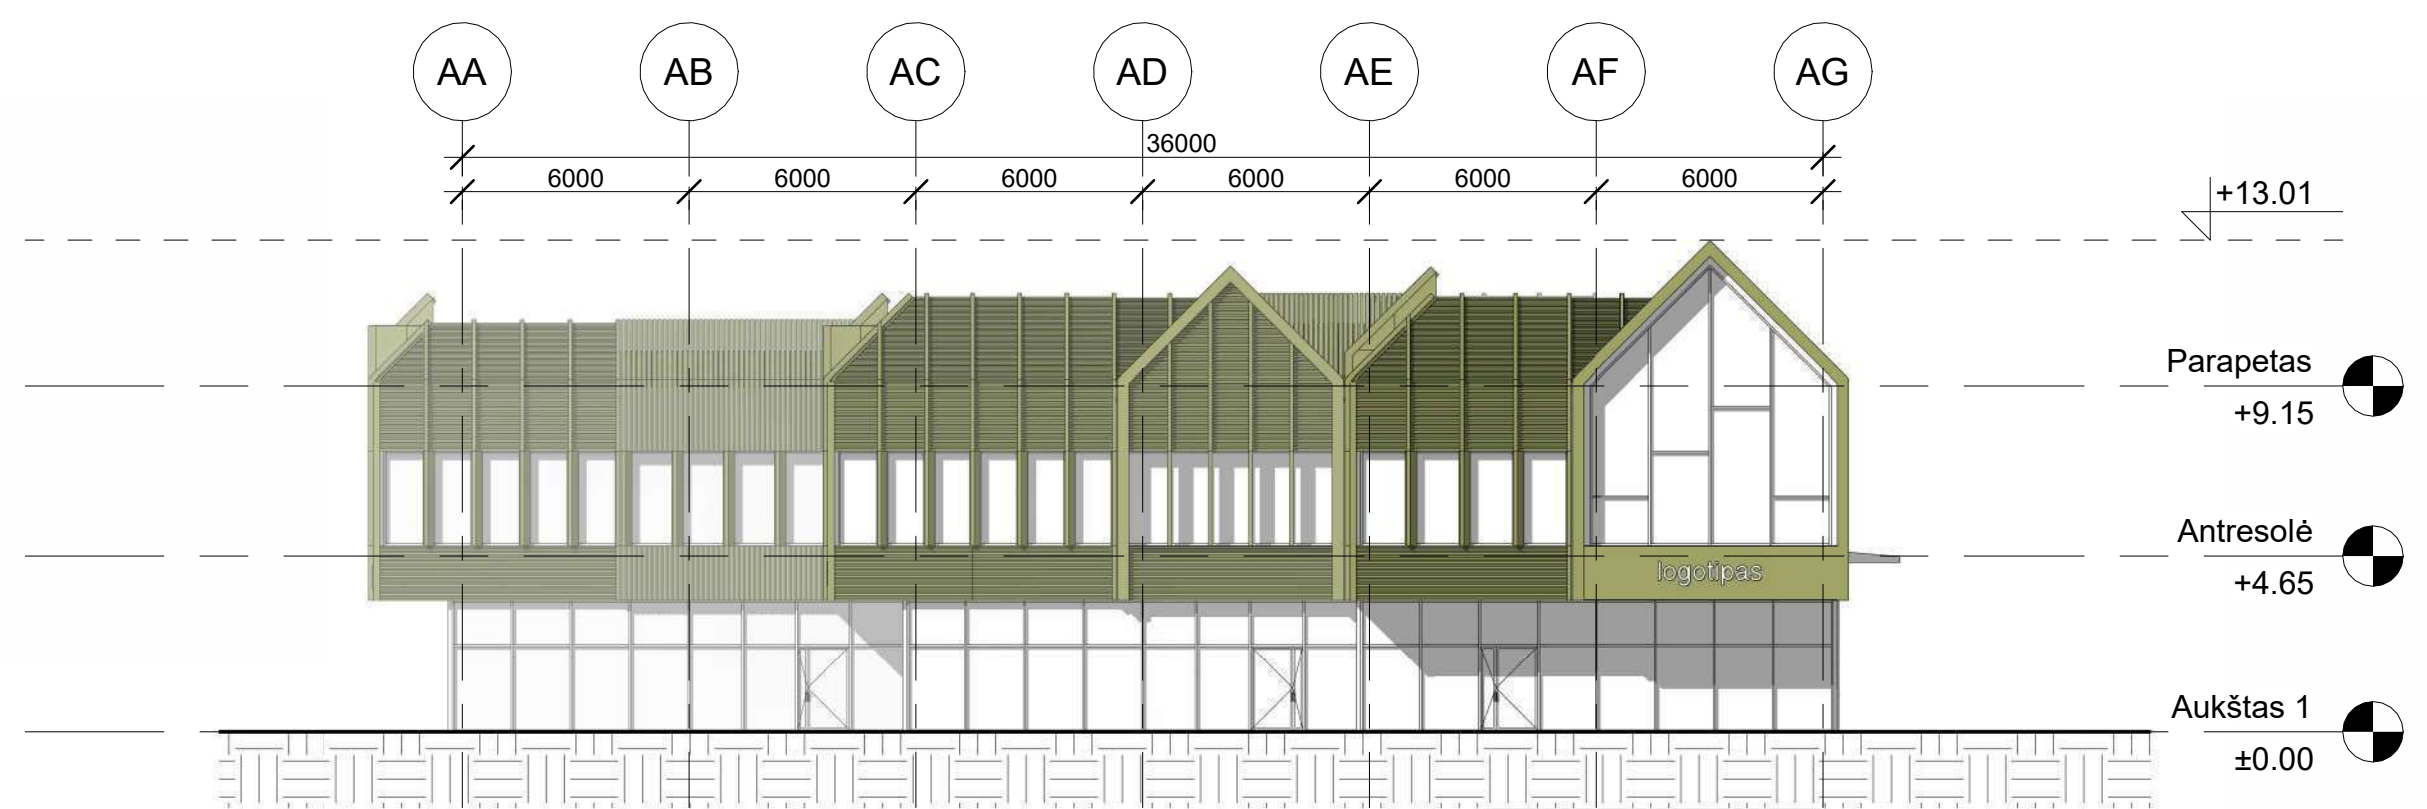 AA AB AC AD AE AF AG
36000
6000 6000 6000 6000 6000 6000
+13.01
Parapetas
+9.15
Antresolė
+4.65
logotipas
Aukštas 1
±0.00